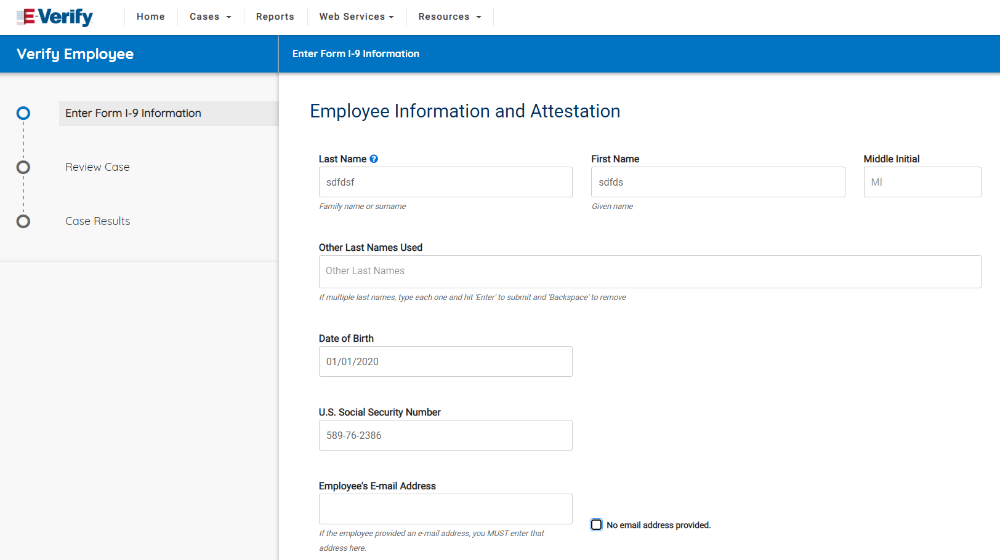 E-Verify
Home
Cases
Reports
Web Services
Resources
Verify Employee
Enter Form I-9 Information
Enter Form I-9 Information
Review Case
Case Results
Employee Information and Attestation
Last Name ?
First Name
Middle Initial
sdfdsf
sdfds
MI
Family name or surname
Given name
Other Last Names Used
Other Last Names
If multiple last names, type each one and hit 'Enter' to submit and 'Backspace' to remove
Date of Birth
01/01/2020
U.S. Social Security Number
589-76-2386
Employee's E-mail Address
No email address provided.
If the employee provided an e-mail address, you MUST enter that
address here.